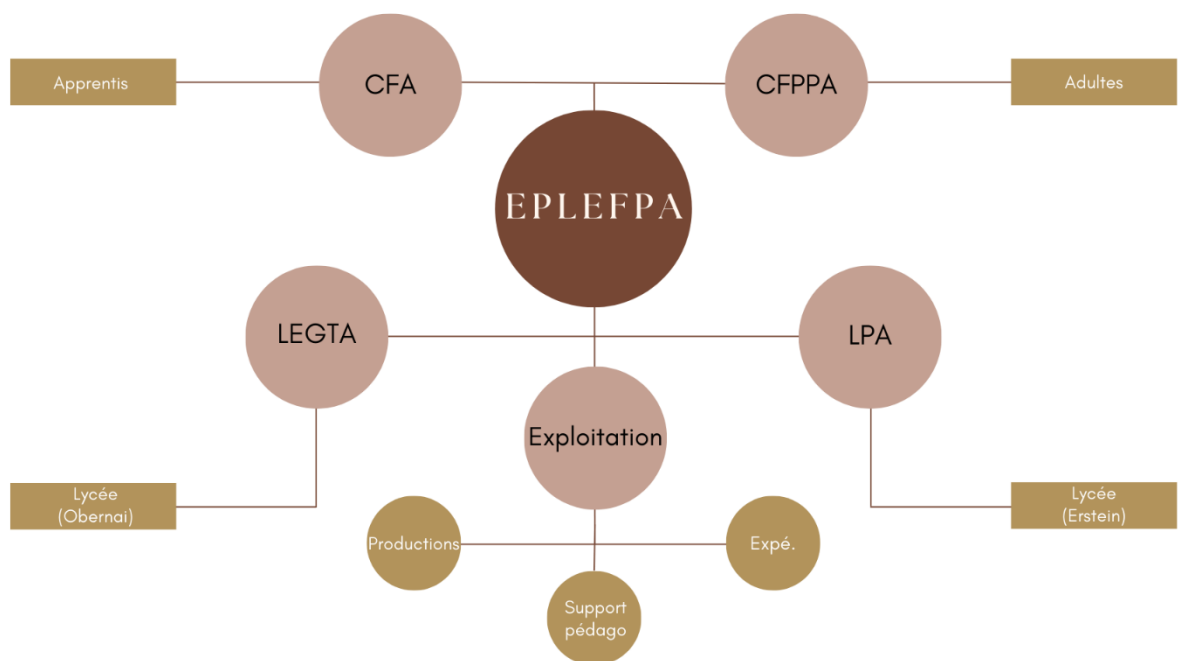 Apprentis
CFA
CFPPA
Adultes
EPLEFPA
LEGTA
LPA
Exploitation
Lycée
(Obernai)
Lycée
(Erstein)
Productions
Expé.
Support
pédago